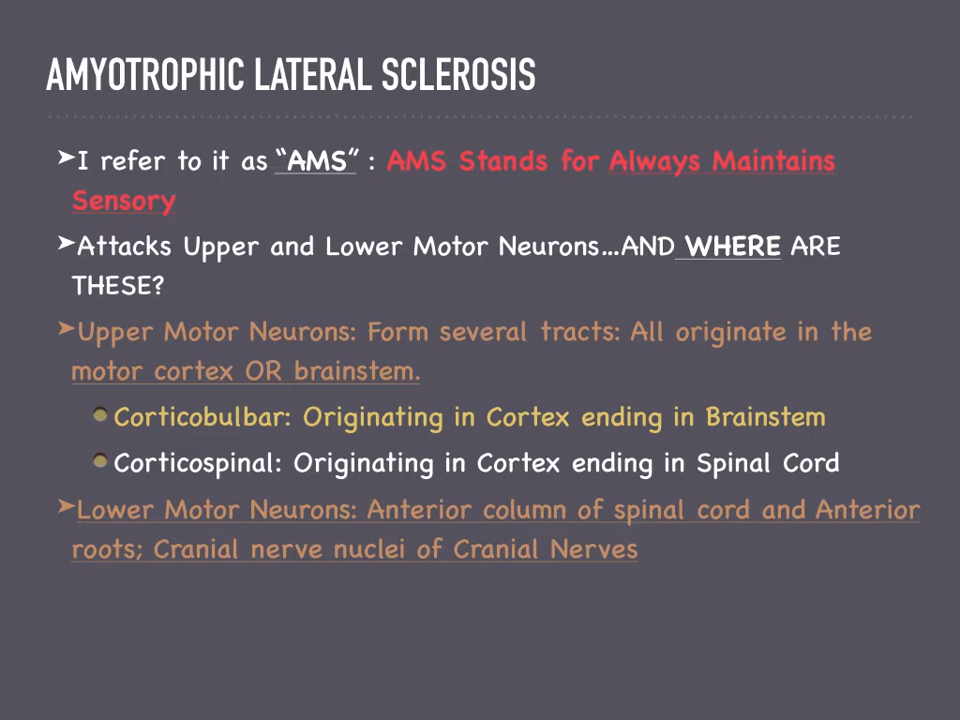 AMYOTROPHIC LATERAL SCLEROSIS
➤I refer to it as “AMS” : AMS Stands for Always Maintains
Sensory
➤Attacks Upper and Lower Motor Neurons...AND WHERE ARE
THESE?
➤Upper Motor Neurons: Form several tracts: All originate in the
motor cortex OR brainstem.
Corticobulbar: Originating in Cortex ending in Brainstem
Corticospinal: Originating in Cortex ending in Spinal Cord
➤Lower Motor Neurons: Anterior column of spinal cord and Anterior
roots; Cranial nerve nuclei of Cranial Nerves